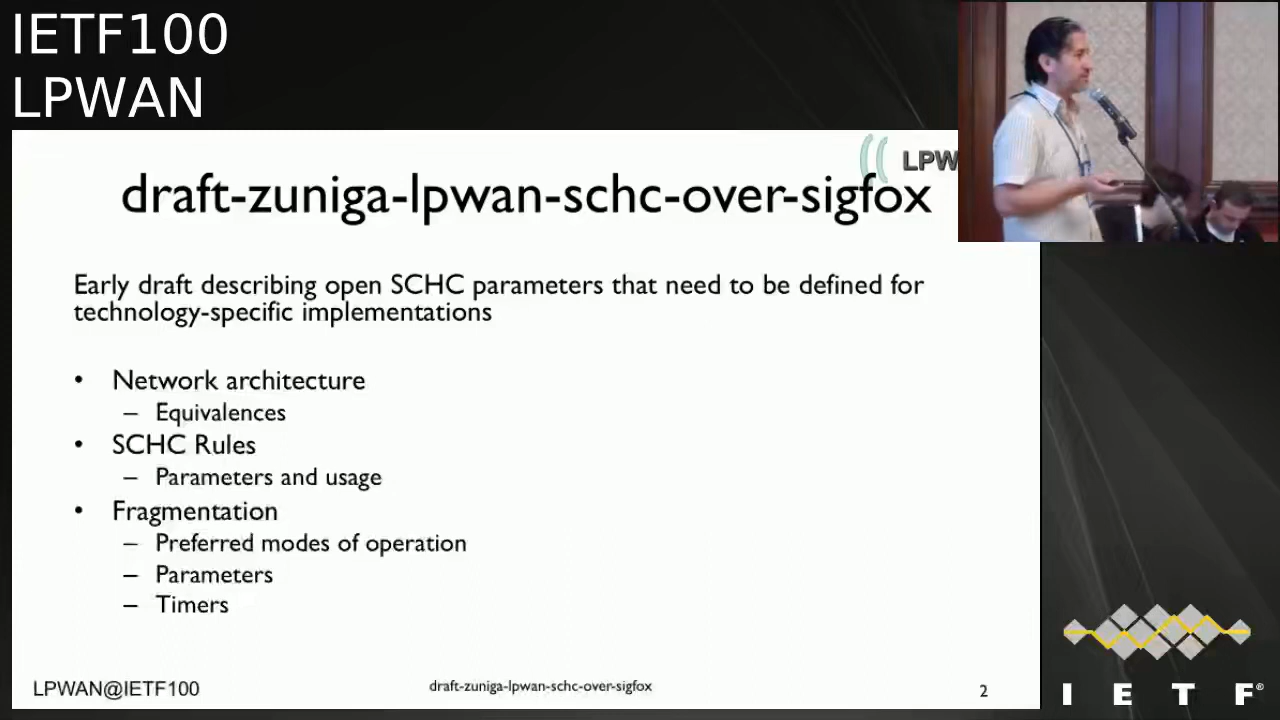 IETF100
LPWAN
LPW
draft-zuniga-lpwan-schc-over-sigfox
Early draft describing open SCHC parameters that need to be defined for
technology-specific implementations
• Network architecture
– Equivalences
• SCHC Rules
– Parameters and usage
• Fragmentation
– Preferred modes of operation
– Parameters
– Timers
LPWAN@IETF100
draft-zuniga-lpwan-schc-over-sigfox
2
I E T F®